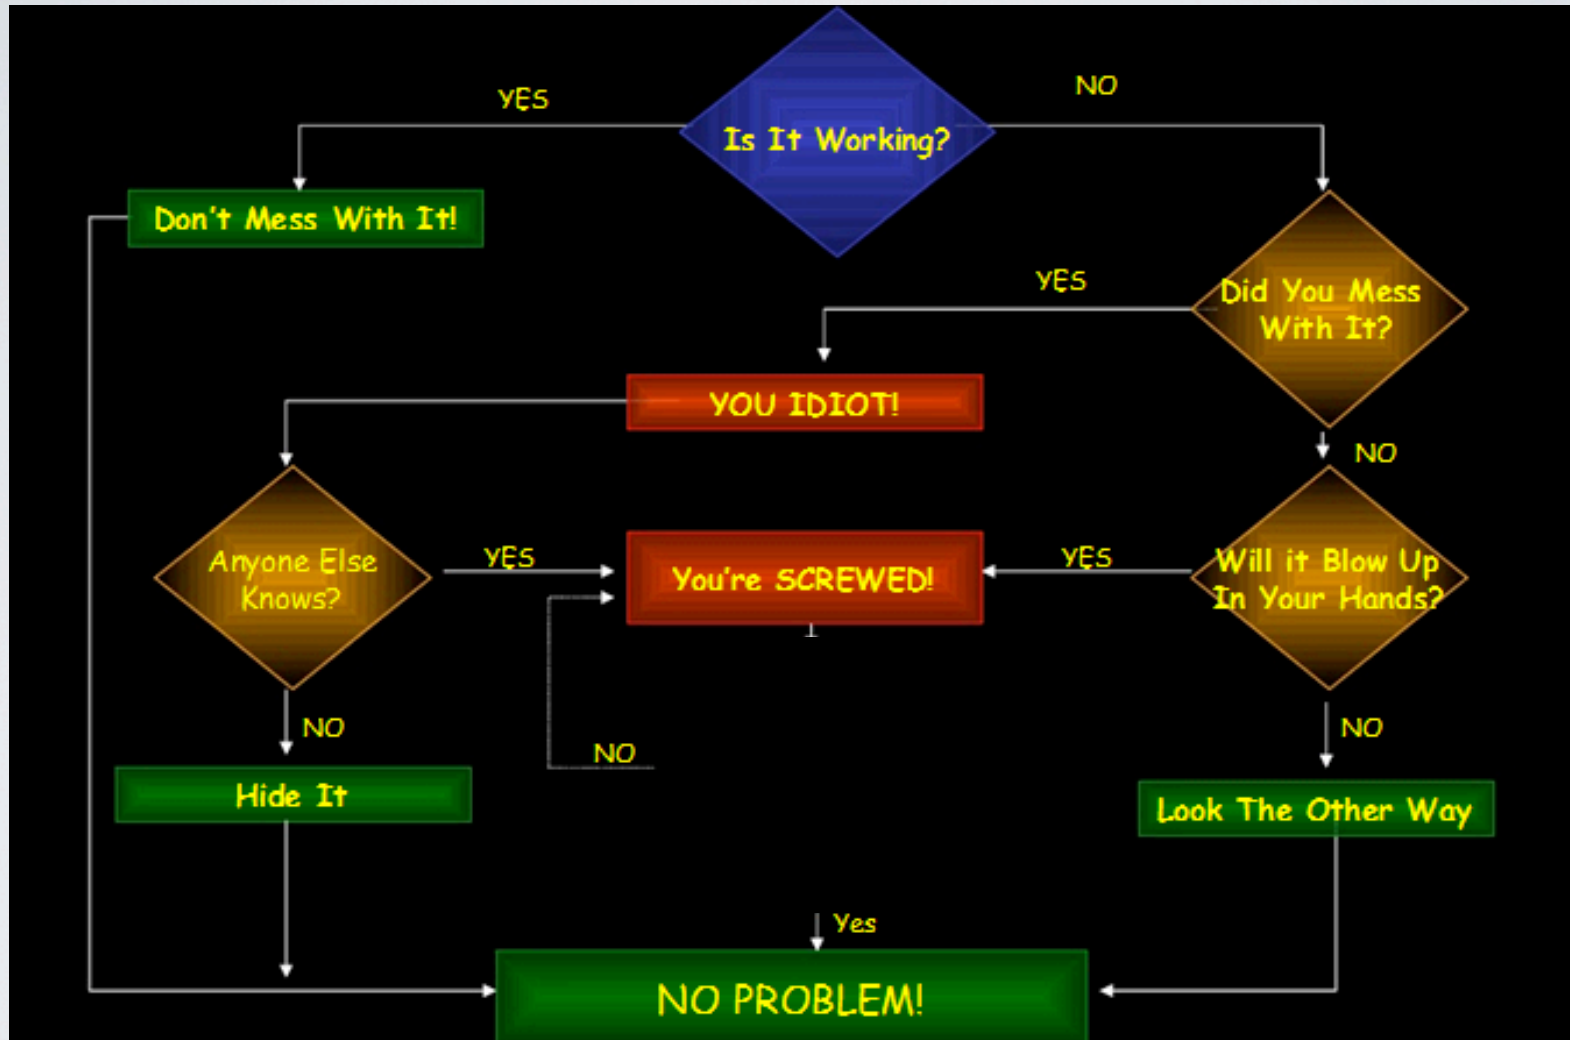 YES
NO
Is It Working?
Don't Mess With It!
YES
Did You Mess
With It?
YOU IDIOT!
NO
Anyone Else
Knows?
YES
You're SCREWED!
YES
Will it Blow Up
In Your Hands?
NO
NO
NO
Hide It
Look The Other Way
Yes
NO PROBLEM!